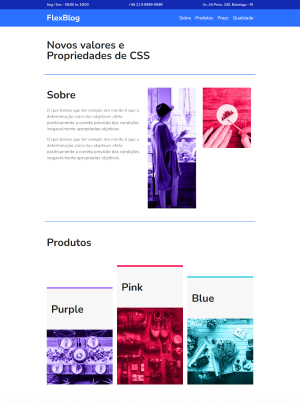 Seg / Sex - 08:00 às 18:00
+55 21 9 9999-9999
Av. Alt Porto, 230, Botafogo - RJ
FlexBlog
Sobre Produtos Preço Qualidade
Novos valores e
Propriedades de CSS
Sobre
O que temos que ter sempre em mente é que a
determinação clara dos objetivos afeta
positivamente a correta previsão das condições
inegavelmente apropriadas objetivos
O que temos que ter sempre em mente é que a
determinação clara dos objetivos afeta
positivamente a correta previsão das condições
inegavelmente apropriadas objetivos
Produtos
Purple
Pink
Blue